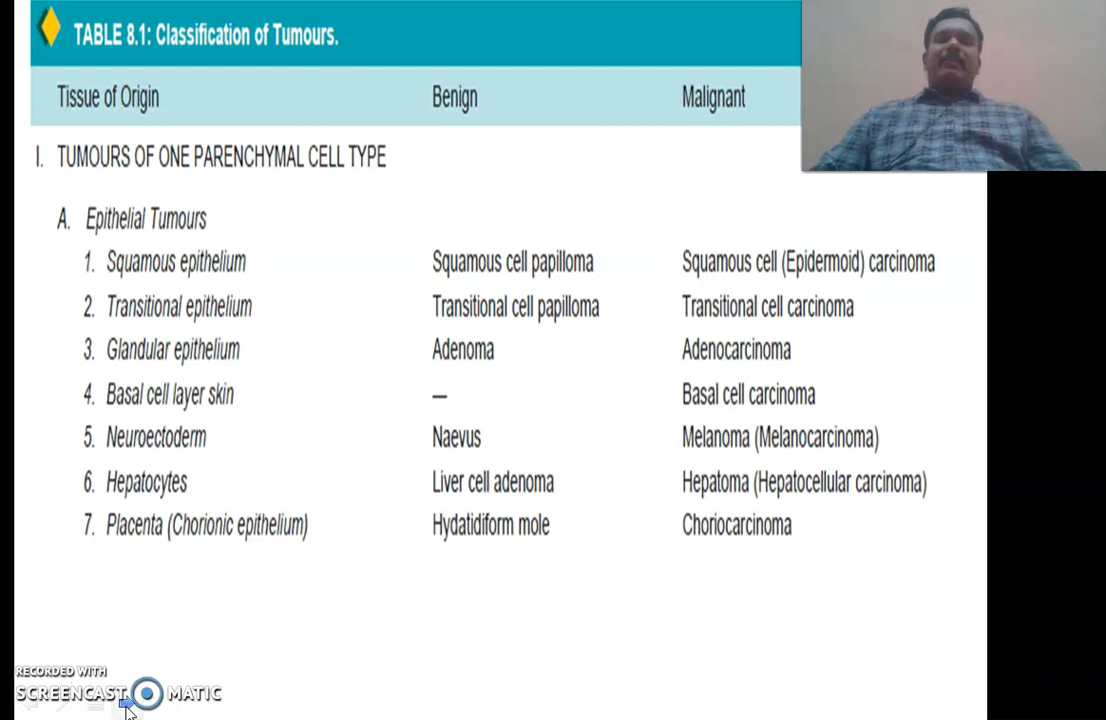 TABLE 8.1: Classification of Tumours.
Tissue of Origin Benign Malignant
I. TUMOURS OF ONE PARENCHYMAL CELL TYPE
A. Epithelial Tumours
1. Squamous epithelium Squamous cell papilloma Squamous cell (Epidermoid) carcinoma
2. Transitional epithelium Transitional cell papilloma Transitional cell carcinoma
3. Glandular epithelium Adenoma Adenocarcinoma
4. Basal cell layer skin — Basal cell carcinoma
5. Neuroectoderm Naevus Melanoma (Melanocarcinoma)
6. Hepatocytes Liver cell adenoma Hepatoma (Hepatocellular carcinoma)
7. Placenta (Chorionic epithelium) Hydatidiform mole Choriocarcinoma
RECORDED WITH
SCREENCAST MATIC